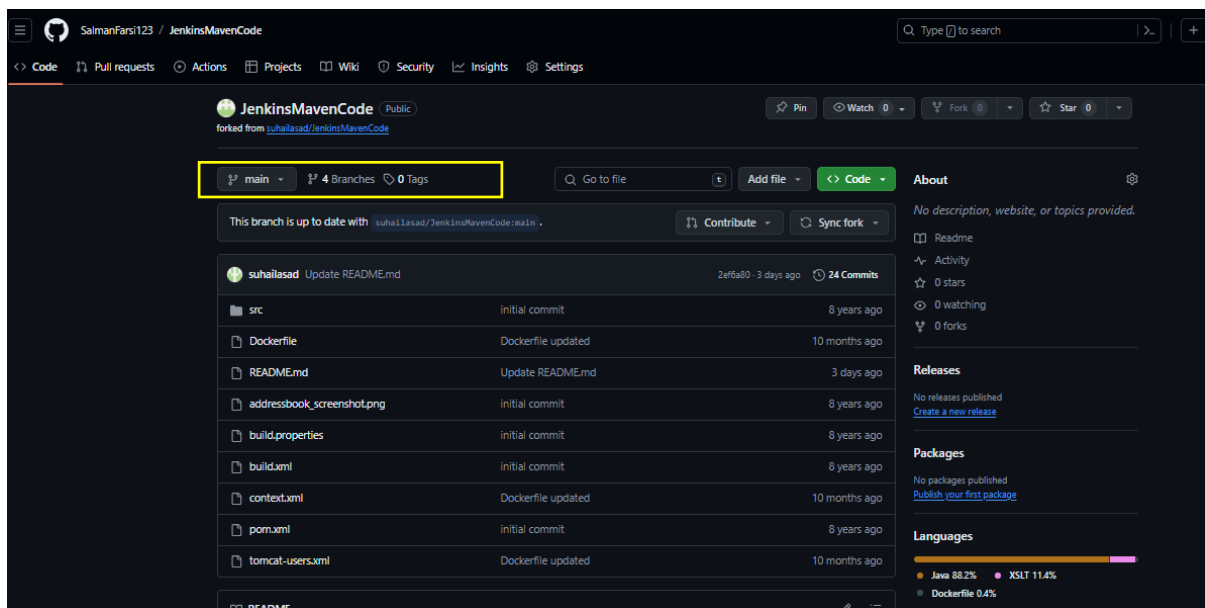 SalmanFarsi123 / JenkinsMavenCode
Type / to search
Code Pull requests Actions Projects Wiki Security Insights Settings
JenkinsMavenCode Public
Pin Watch 0 Fork 0 Star 0
forked from suhailasad/JenkinsMavenCode
main 4 Branches 0 Tags
Go to file t Add file Code
This branch is up to date with suhailasad/JenkinsMavenCode:main .
Contribute Sync fork
suhailasad Update README.md 2ef6a80 · 3 days ago 24 Commits
src initial commit 8 years ago
Dockerfile Dockerfile updated 10 months ago
README.md Update README.md 3 days ago
addressbook_screenshot.png initial commit 8 years ago
build.properties initial commit 8 years ago
build.xml initial commit 8 years ago
context.xml Dockerfile updated 10 months ago
pom.xml initial commit 8 years ago
tomcat-users.xml Dockerfile updated 10 months ago
README
About
No description, website, or topics provided.
Readme
Activity
0 stars
0 watching
0 forks
Releases
No releases published
Create a new release
Packages
No packages published
Publish your first package
Languages
Java 88.2% XSLT 11.4%
Dockerfile 0.4%